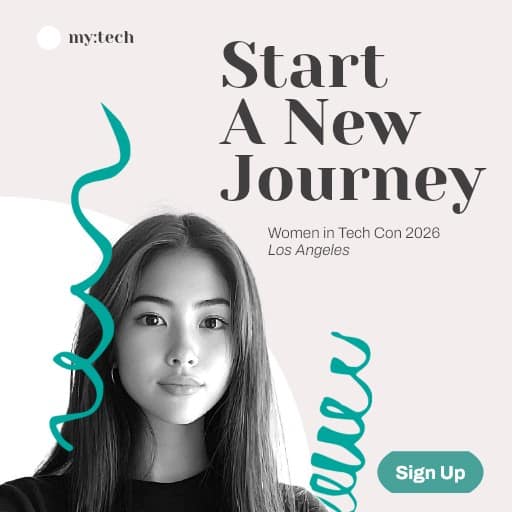 my:tech
Start
A New
Journey
Women in Tech Con 2026
Los Angeles
Sign Up